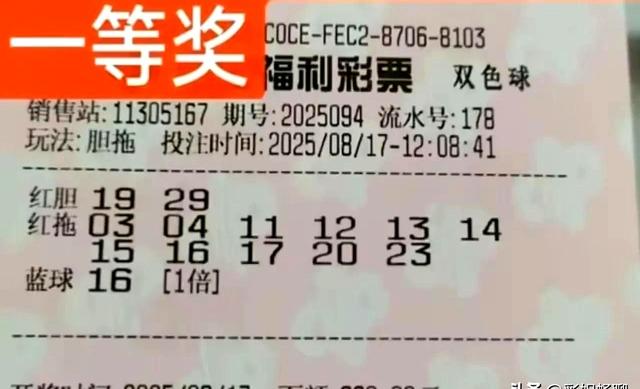 一等奖
COCE-FEC2-8706-8103
福利彩票 双色球
销售站:11305167 期号:2025094 流水号:178
玩法:胆拖 投注时间:2025/08/17-12:08:41
红胆 19 29
红拖 03 04 11 12 13 14
15 16 17 20 23
蓝球 16 [1倍]